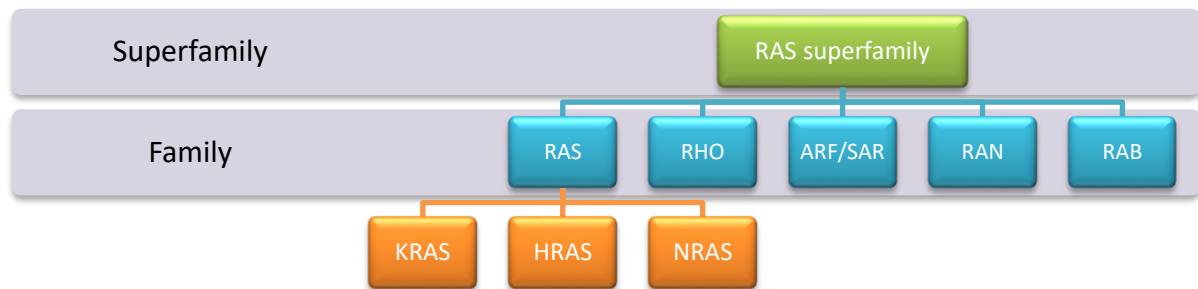 Superfamily
RAS superfamily
Family
RAS
RHO
ARF/SAR
RAN
RAB
KRAS
HRAS
NRAS